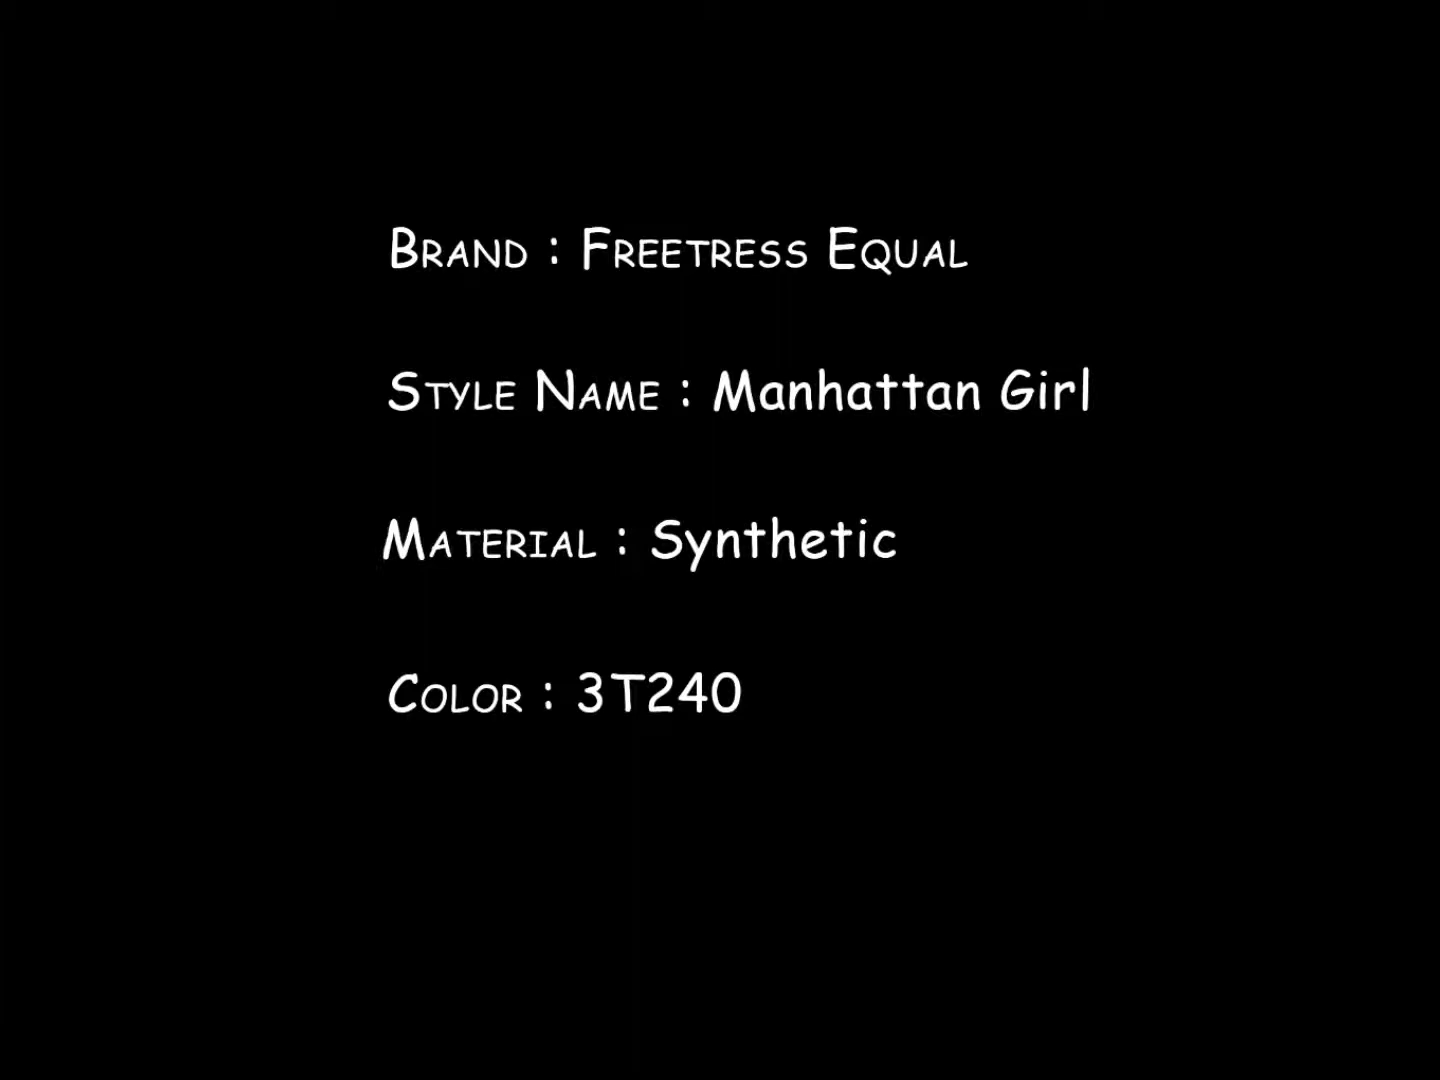 Brand : Freetress Equal
Style Name : Manhattan Girl
Material : Synthetic
Color : 3T240